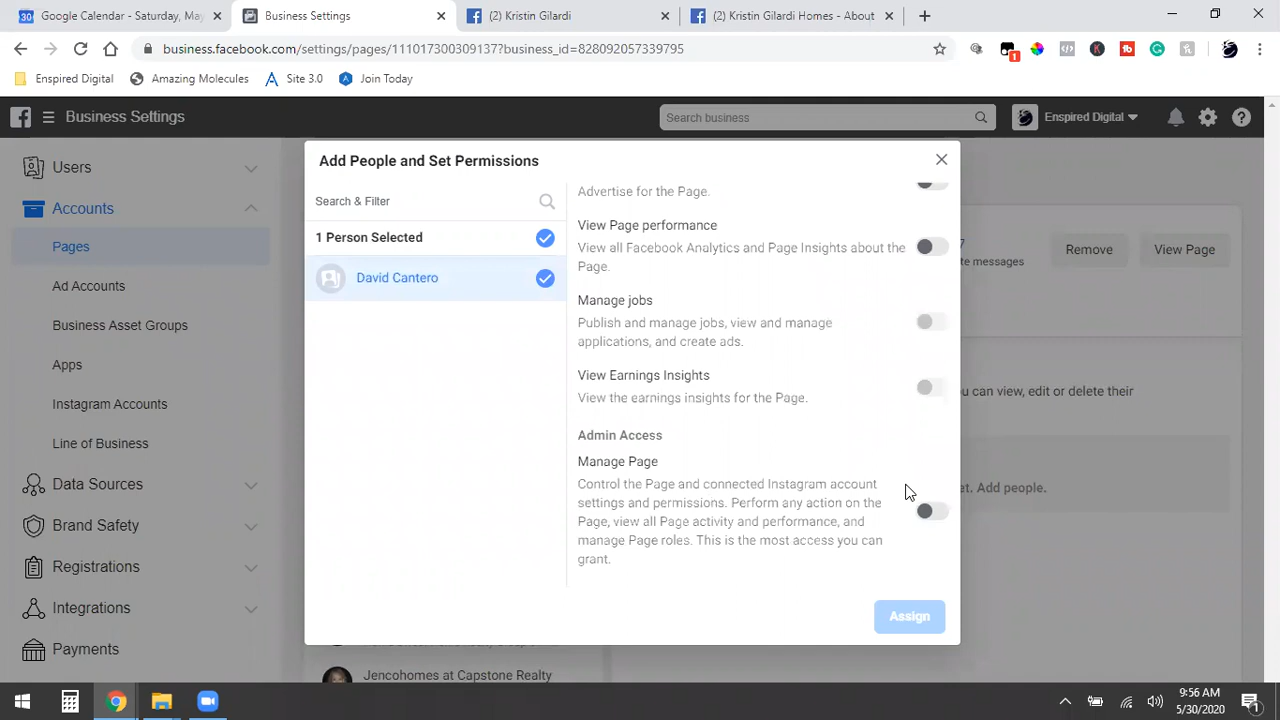 Google Calendar - Saturday, May
Business Settings
(2) Kristin Gilardi
(2) Kristin Gilardi Homes - About
business.facebook.com/settings/pages/111017300309137?business_id=828092057339795
1
Enspired Digital
Amazing Molecules
Site 3.0
Join Today
Business Settings
Search business
Enspired Digital
Users
Accounts
Pages
Ad Accounts
Business Asset Groups
Apps
Instagram Accounts
Line of Business
Data Sources
Brand Safety
Registrations
Integrations
Payments
Add People and Set Permissions
Search & Filter
1 Person Selected
David Cantero
Advertise for the Page.
View Page performance
View all Facebook Analytics and Page Insights about the
Page.
Manage jobs
Publish and manage jobs, view and manage
applications, and create ads.
View Earnings Insights
View the earnings insights for the Page.
Admin Access
Manage Page
Control the Page and connected Instagram account
settings and permissions. Perform any action on the
Page, view all Page activity and performance, and
manage Page roles. This is the most access you can
grant.
Assign
7
te messages
Remove
View Page
ou can view, edit or delete their
et. Add people.
Jencohomes at Capstone Realty
9:56 AM
5/30/2020
1